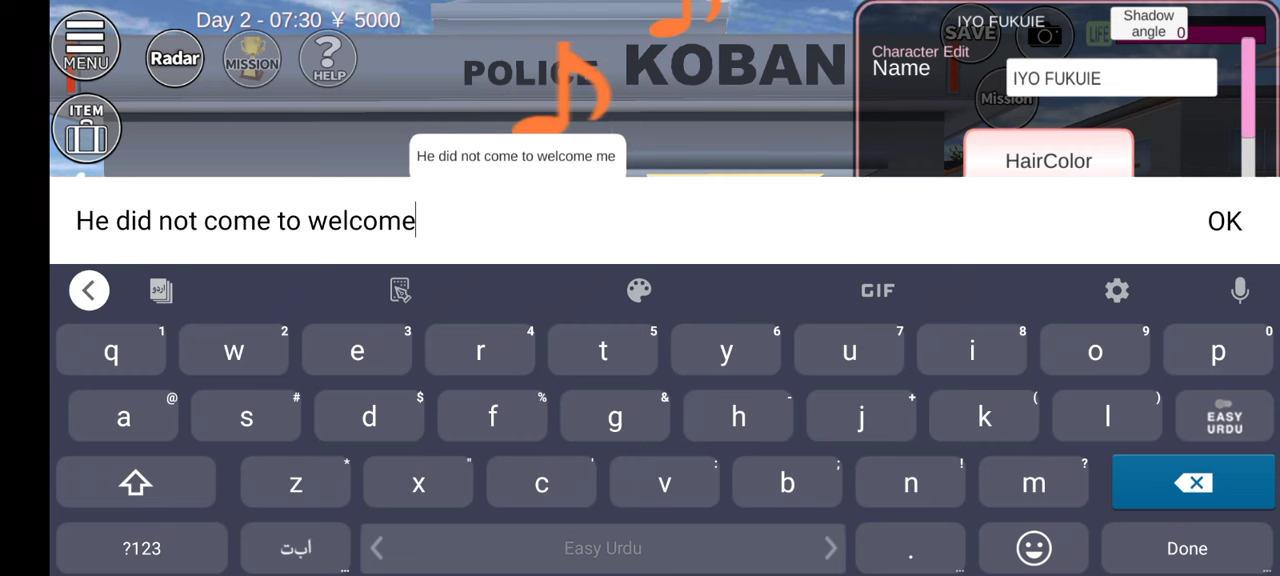 Day 2 - 07:30 ¥ 5000
MENU
Radar
MISSION
?
HELP
POLICE KOBAN
IYO FUKUIE
SAVE
LIFE
Shadow angle 0
Character Edit
Name
IYO FUKUIE
Mission
ITEM
He did not come to welcome me
HairColor
He did not come to welcome
OK
اردو
GIF
1 2 3 4 5 6 7 8 9 0
q w e r t y u i o p
@ # $ % & - + ( )
a s d f g h j k l
EASY URDU
* " ' : ; ! ?
z x c v b n m
?123
ا ب ت
...
Easy Urdu
.
...
Done
...